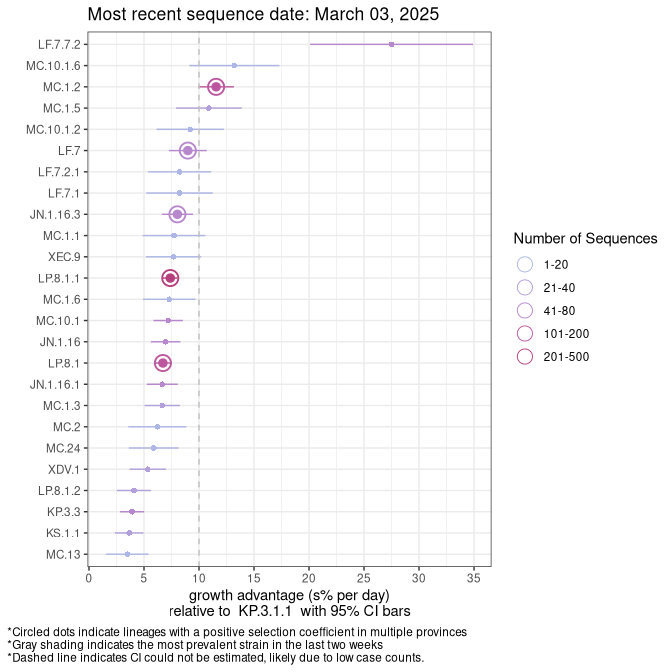 Most recent sequence date: March 03, 2025
LF.7.7.2
MC.10.1.6
MC.1.2
MC.1.5
MC.10.1.2
LF.7
LF.7.2.1
LF.7.1
JN.1.16.3
MC.1.1
XEC.9
LP.8.1.1
MC.1.6
MC.10.1
JN.1.16
LP.8.1
JN.1.16.1
MC.1.3
MC.2
MC.24
XDV.1
LP.8.1.2
KP.3.3
KS.1.1
MC.13
0 5 10 15 20 25 30 35
growth advantage (s% per day)
relative to KP.3.1.1 with 95% CI bars
Number of Sequences
1-20
21-40
41-80
101-200
201-500
*Circled dots indicate lineages with a positive selection coefficient in multiple provinces
*Gray shading indicates the most prevalent strain in the last two weeks
*Dashed line indicates CI could not be estimated, likely due to low case counts.